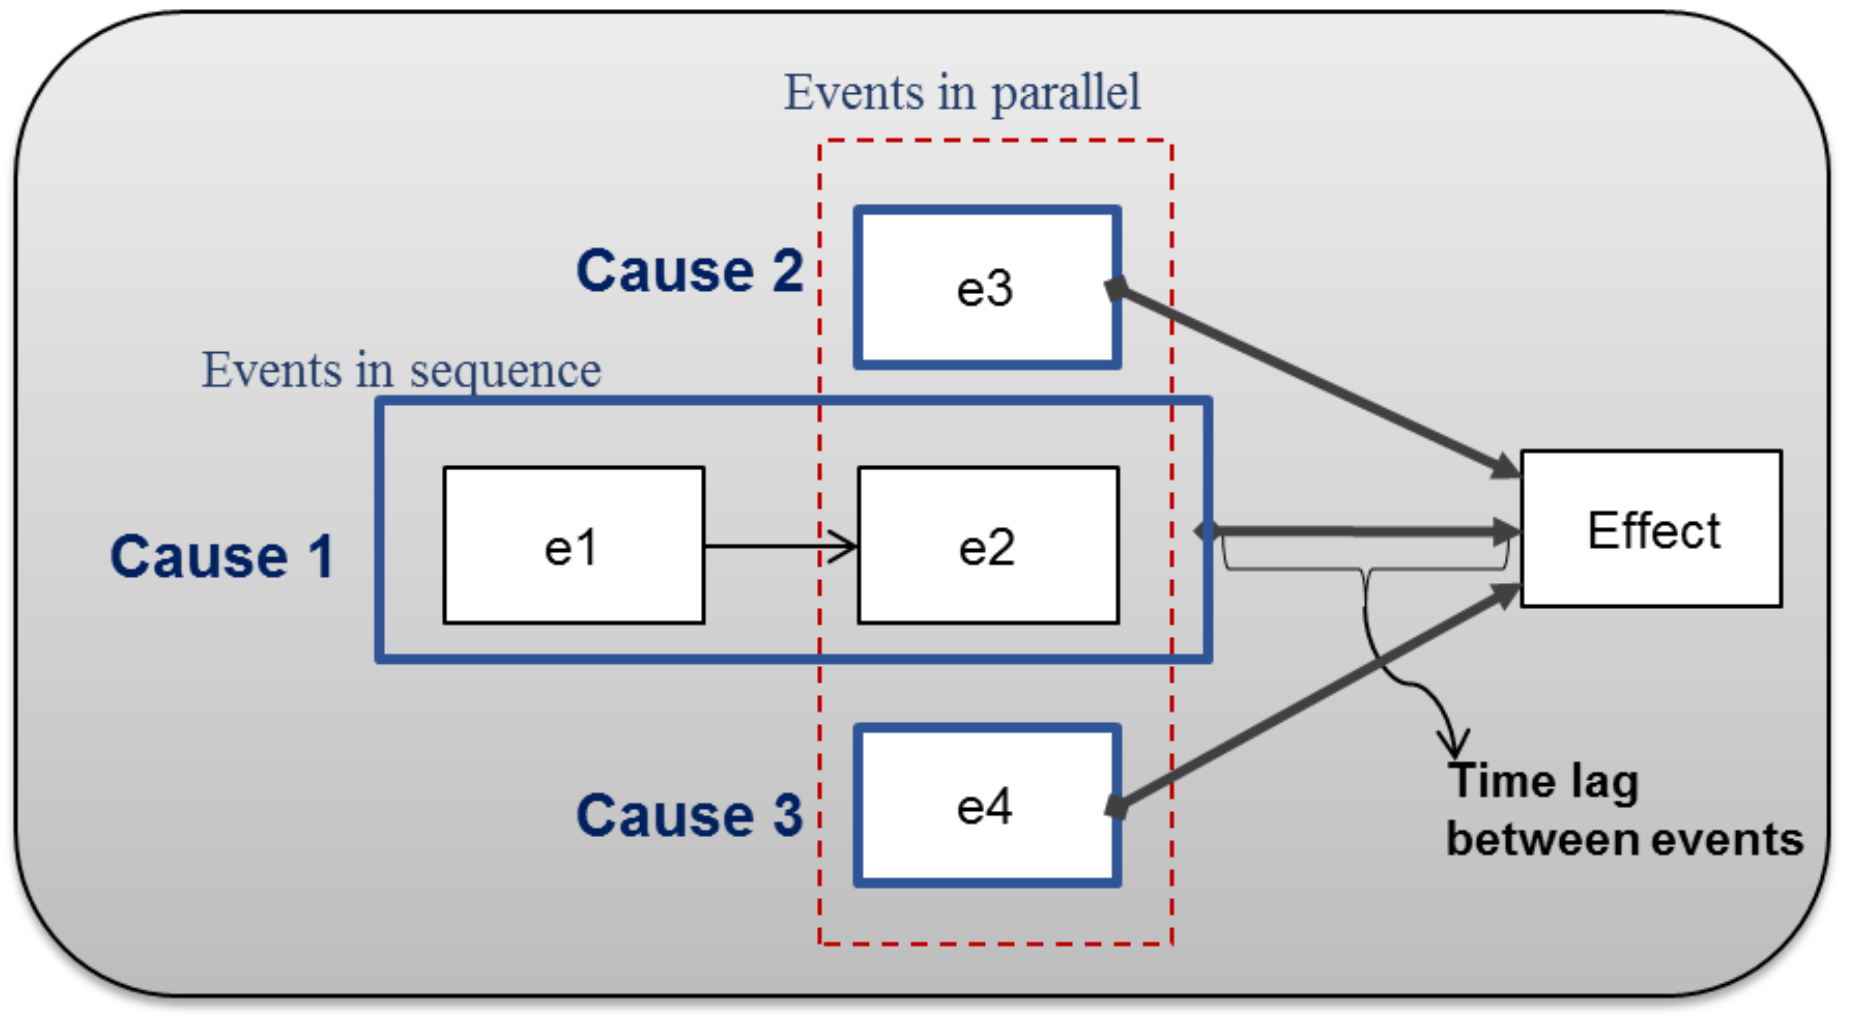 Events in parallel
Cause 2
e3
Events in sequence
Cause 1
e1
e2
Effect
Cause 3
e4
Time lag
between events